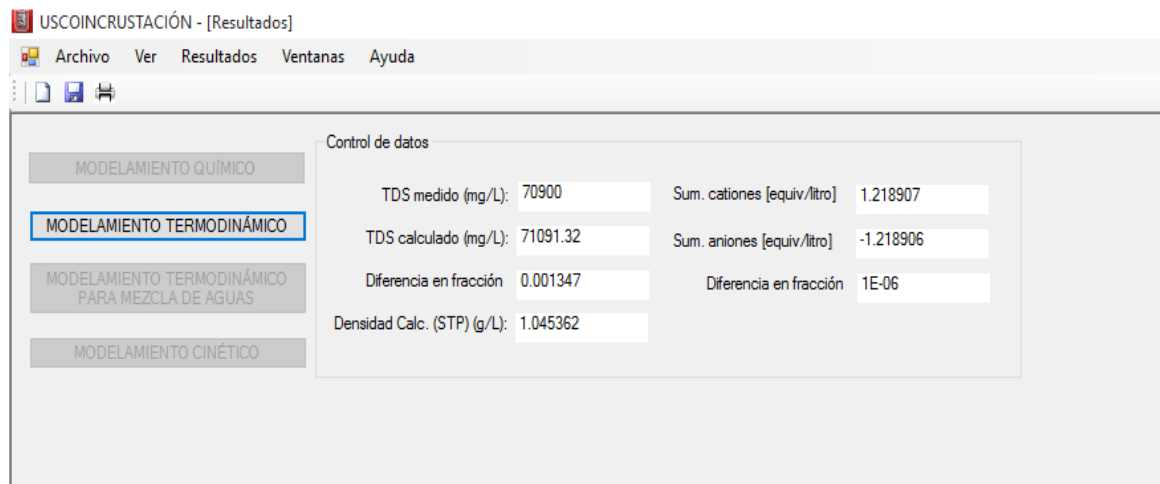 USCOINCRUSTACIÓN - [Resultados]
Archivo Ver Resultados Ventanas Ayuda
MODELAMIENTO QUÍMICO
MODELAMIENTO TERMODINÁMICO
MODELAMIENTO TERMODINÁMICO
PARA MEZCLA DE AGUAS
MODELAMIENTO CINÉTICO
Control de datos
TDS medido (mg/L): 70900
TDS calculado (mg/L): 71091.32
Diferencia en fracción 0.001347
Densidad Calc. (STP) (g/L): 1.045362
Sum. cationes [equiv/litro] 1.218907
Sum. aniones [equiv/litro] -1.218906
Diferencia en fracción 1E-06